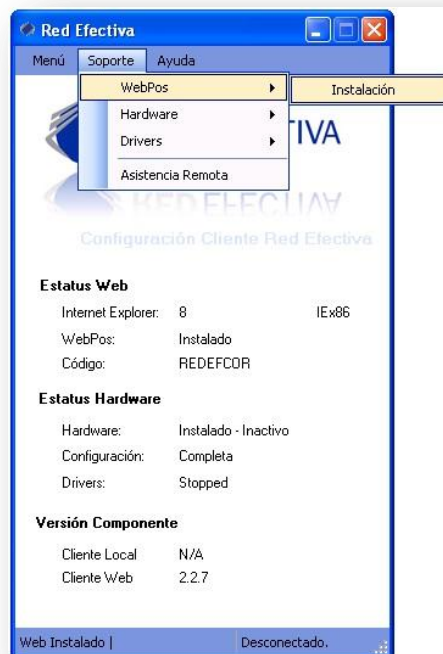 Red Efectiva
Menú Soporte Ayuda
WebPos Instalación
Hardware
Drivers
Asistencia Remota
IVA
RED EFECTIVA
Configuración Cliente Red Efectiva
Estatus Web
Internet Explorer: 8 IEx86
WebPos: Instalado
Código: REDEFCOR
Estatus Hardware
Hardware: Instalado - Inactivo
Configuración: Completa
Drivers: Stopped
Versión Componente
Cliente Local N/A
Cliente Web 2.2.7
Web Instalado | Desconectado.